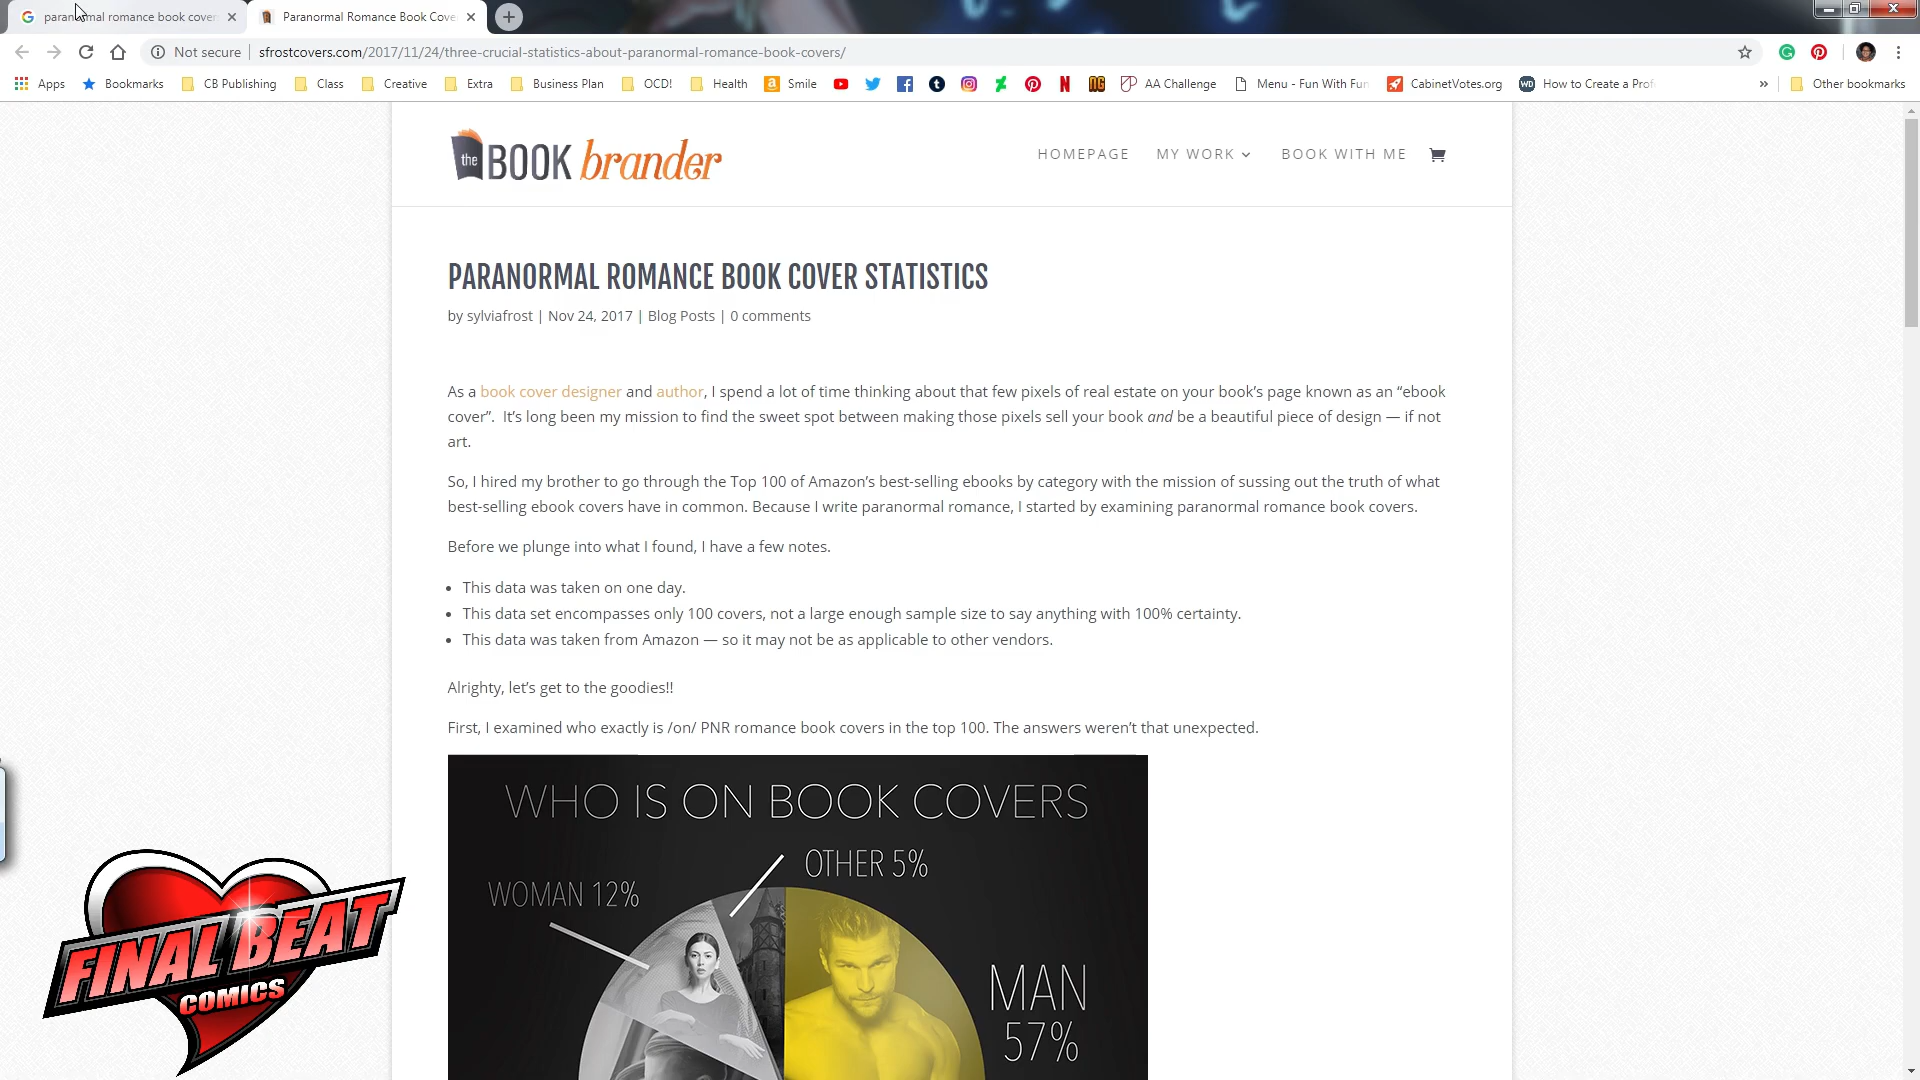 paranormal romance book cover
Paranormal Romance Book Cove
Not secure
sfrostcovers.com/2017/11/24/three-crucial-statistics-about-paranormal-romance-book-covers/
Apps
Bookmarks
CB Publishing
Class
Creative
Extra
Business Plan
OCD!
Health
Smile
AA Challenge
Menu - Fun With Fun
CabinetVotes.org
WD
How to Create a Prof
»
Other bookmarks
the BOOK brander
HOMEPAGE
MY WORK
BOOK WITH ME
PARANORMAL ROMANCE BOOK COVER STATISTICS
by sylviafrost | Nov 24, 2017 | Blog Posts | 0 comments
As a book cover designer and author, I spend a lot of time thinking about that few pixels of real estate on your book’s page known as an “ebook
cover”.  It’s long been my mission to find the sweet spot between making those pixels sell your book and be a beautiful piece of design — if not
art.
So, I hired my brother to go through the Top 100 of Amazon’s best-selling ebooks by category with the mission of sussing out the truth of what
best-selling ebook covers have in common. Because I write paranormal romance, I started by examining paranormal romance book covers.
Before we plunge into what I found, I have a few notes.
• This data was taken on one day.
• This data set encompasses only 100 covers, not a large enough sample size to say anything with 100% certainty.
• This data was taken from Amazon — so it may not be as applicable to other vendors.
Alrighty, let’s get to the goodies!!
First, I examined who exactly is /on/ PNR romance book covers in the top 100. The answers weren’t that unexpected.
WHO IS ON BOOK COVERS
OTHER 5%
WOMAN 12%
MAN
57%
FINAL BEAT
COMICS